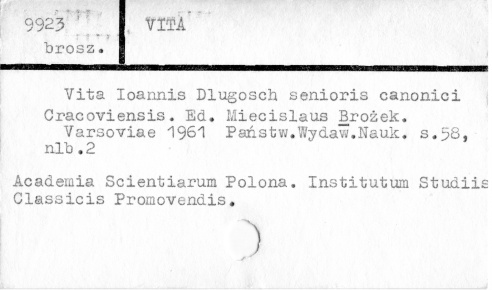 9923 VITA
brosz.
Vita Ioannis Dlugosch senioris canonici
Cracoviensis. Ed. Miecislaus Brożek.
Varsoviae 1961 Państw.Wydaw.Nauk. s.58,
nlb.2
Academia Scientiarum Polona. Institutum Studiis
Classicis Promovendis.